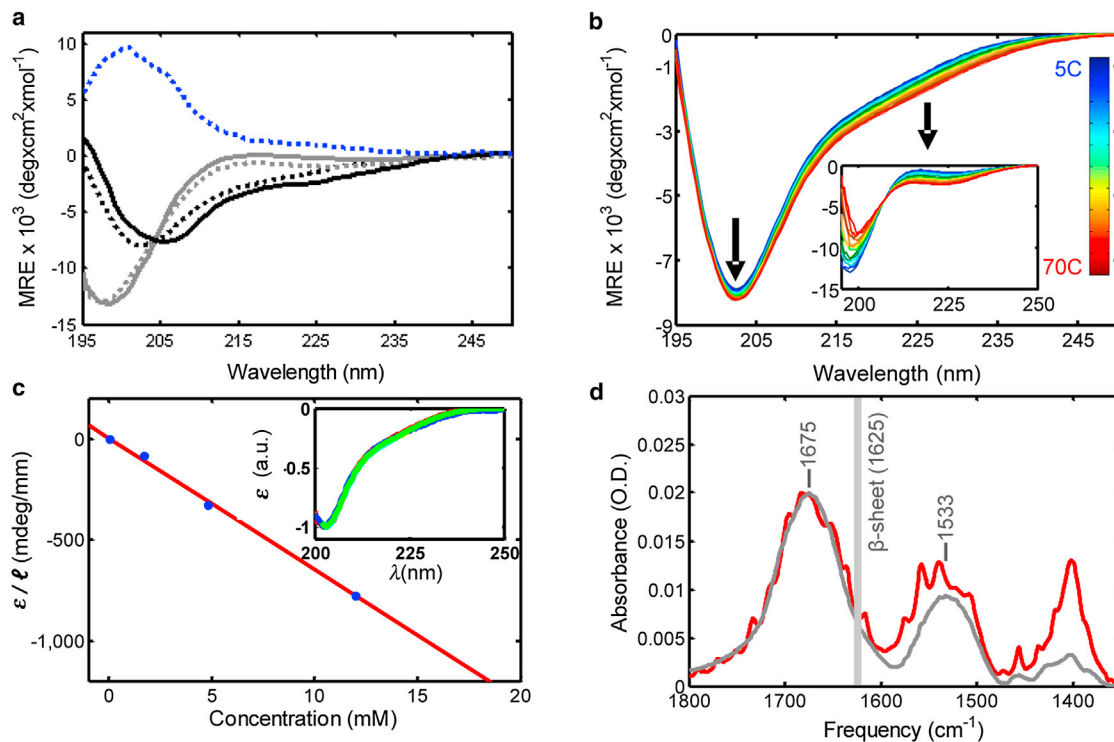 a
10
5
0
-5
-10
-15
MRE x 10³ (degxcm²xmol⁻¹)
195 205 215 225 235 245
Wavelength (nm)
b
0
-1
-3
-5
-7
-9
MRE x 10³ (degxcm²xmol⁻¹)
195 205 215 225 235 245
Wavelength (nm)
5C
70C
0
-5
-10
-15
200 225 250
c
0
-500
-1,000
ε / ℓ (mdeg/mm)
0 5 10 15 20
Concentration (mM)
0
-0.5
-1
ε (a.u.)
200 225 250
λ(nm)
d
0.03
0.025
0.02
0.015
0.01
0.005
0
Absorbance (O.D.)
1675
β-sheet (1625)
1533
1800 1700 1600 1500 1400
Frequency (cm⁻¹)